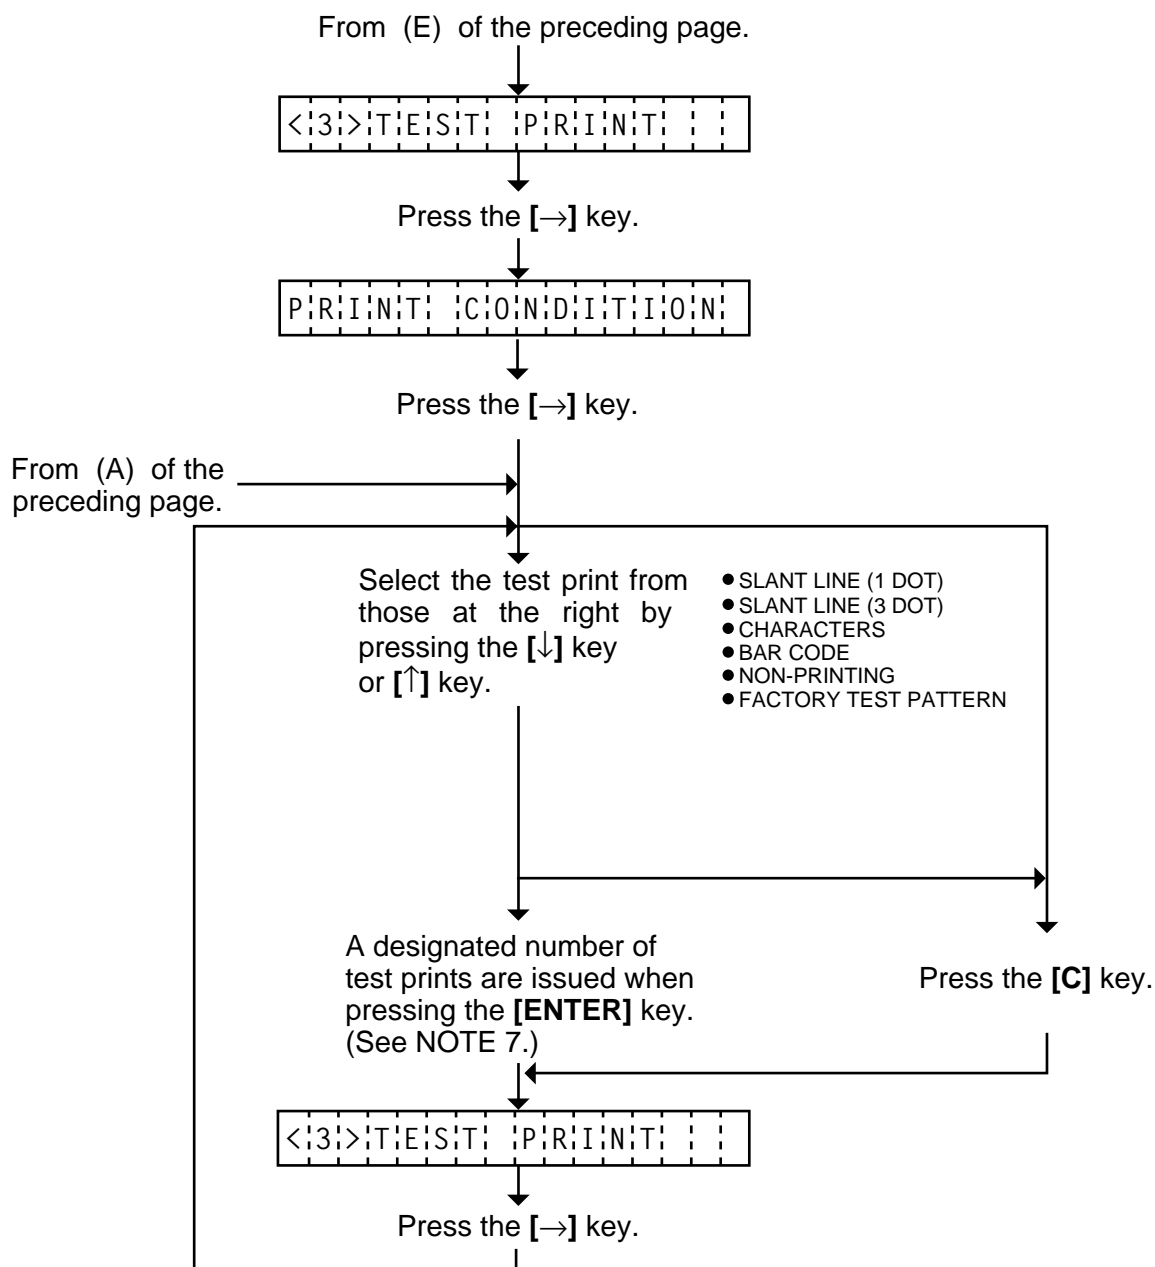 From (E) of the preceding page.
<3>TEST PRINT
Press the [→] key.
PRINT CONDITION
Press the [→] key.
From (A) of the
preceding page.
Select the test print from
those at the right by
pressing the [↓] key
or [↑] key.
● SLANT LINE (1 DOT)
● SLANT LINE (3 DOT)
● CHARACTERS
● BAR CODE
● NON-PRINTING
● FACTORY TEST PATTERN
A designated number of
test prints are issued when
pressing the [ENTER] key.
(See NOTE 7.)
Press the [C] key.
<3>TEST PRINT
Press the [→] key.